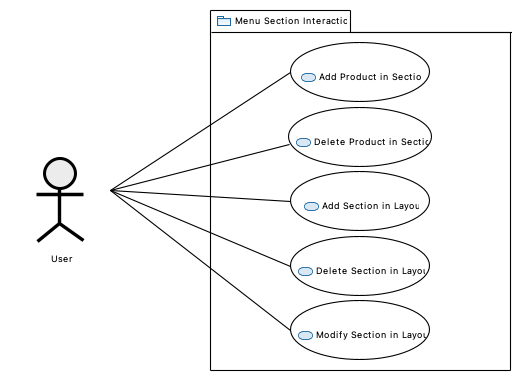 Menu Section Interactic
Add Product in Sectio
Delete Product in Sectic
Add Section in Layou
User
Delete Section in Layou
Modify Section in Layou